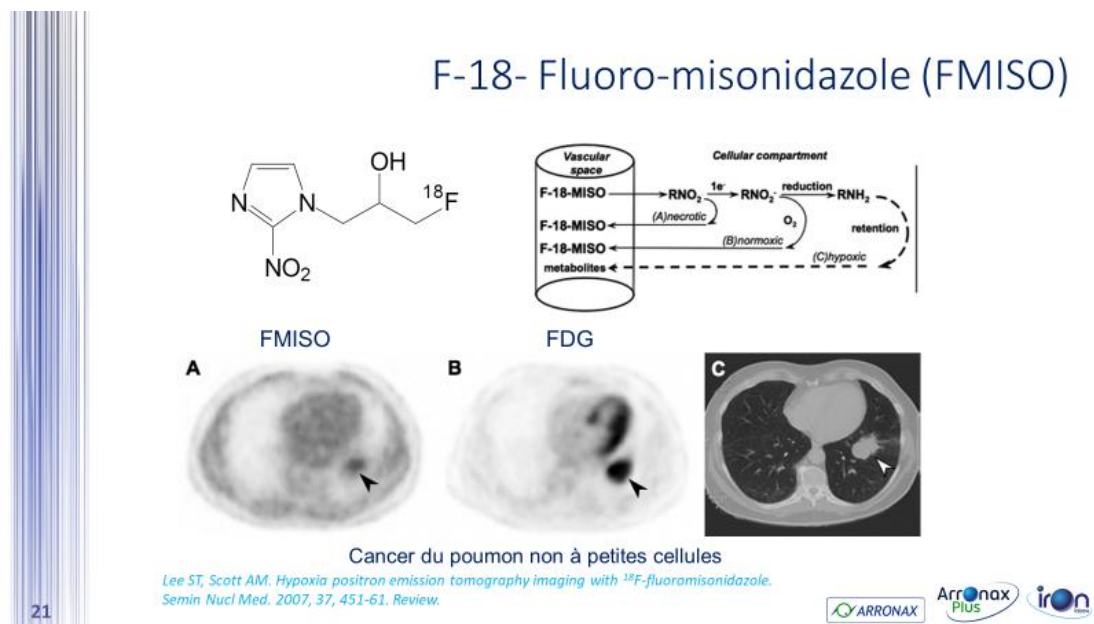 F-18- Fluoro-misonidazole (FMISO)
OH
18F
N
N
NO2
Vascular space
Cellular compartment
F-18-MISO
RNO2
1e-
RNO2-
reduction
RNH2
(A)necrotic
O2
F-18-MISO
retention
(B)normoxic
F-18-MISO
(C)hypoxic
metabolites
FMISO
FDG
A
B
C
Cancer du poumon non à petites cellules
Lee ST, Scott AM. Hypoxia positron emission tomography imaging with 18F-fluoromisonidazole.
Semin Nucl Med. 2007, 37, 451-61. Review.
21
ARRONAX
Arronax
Plus
iron